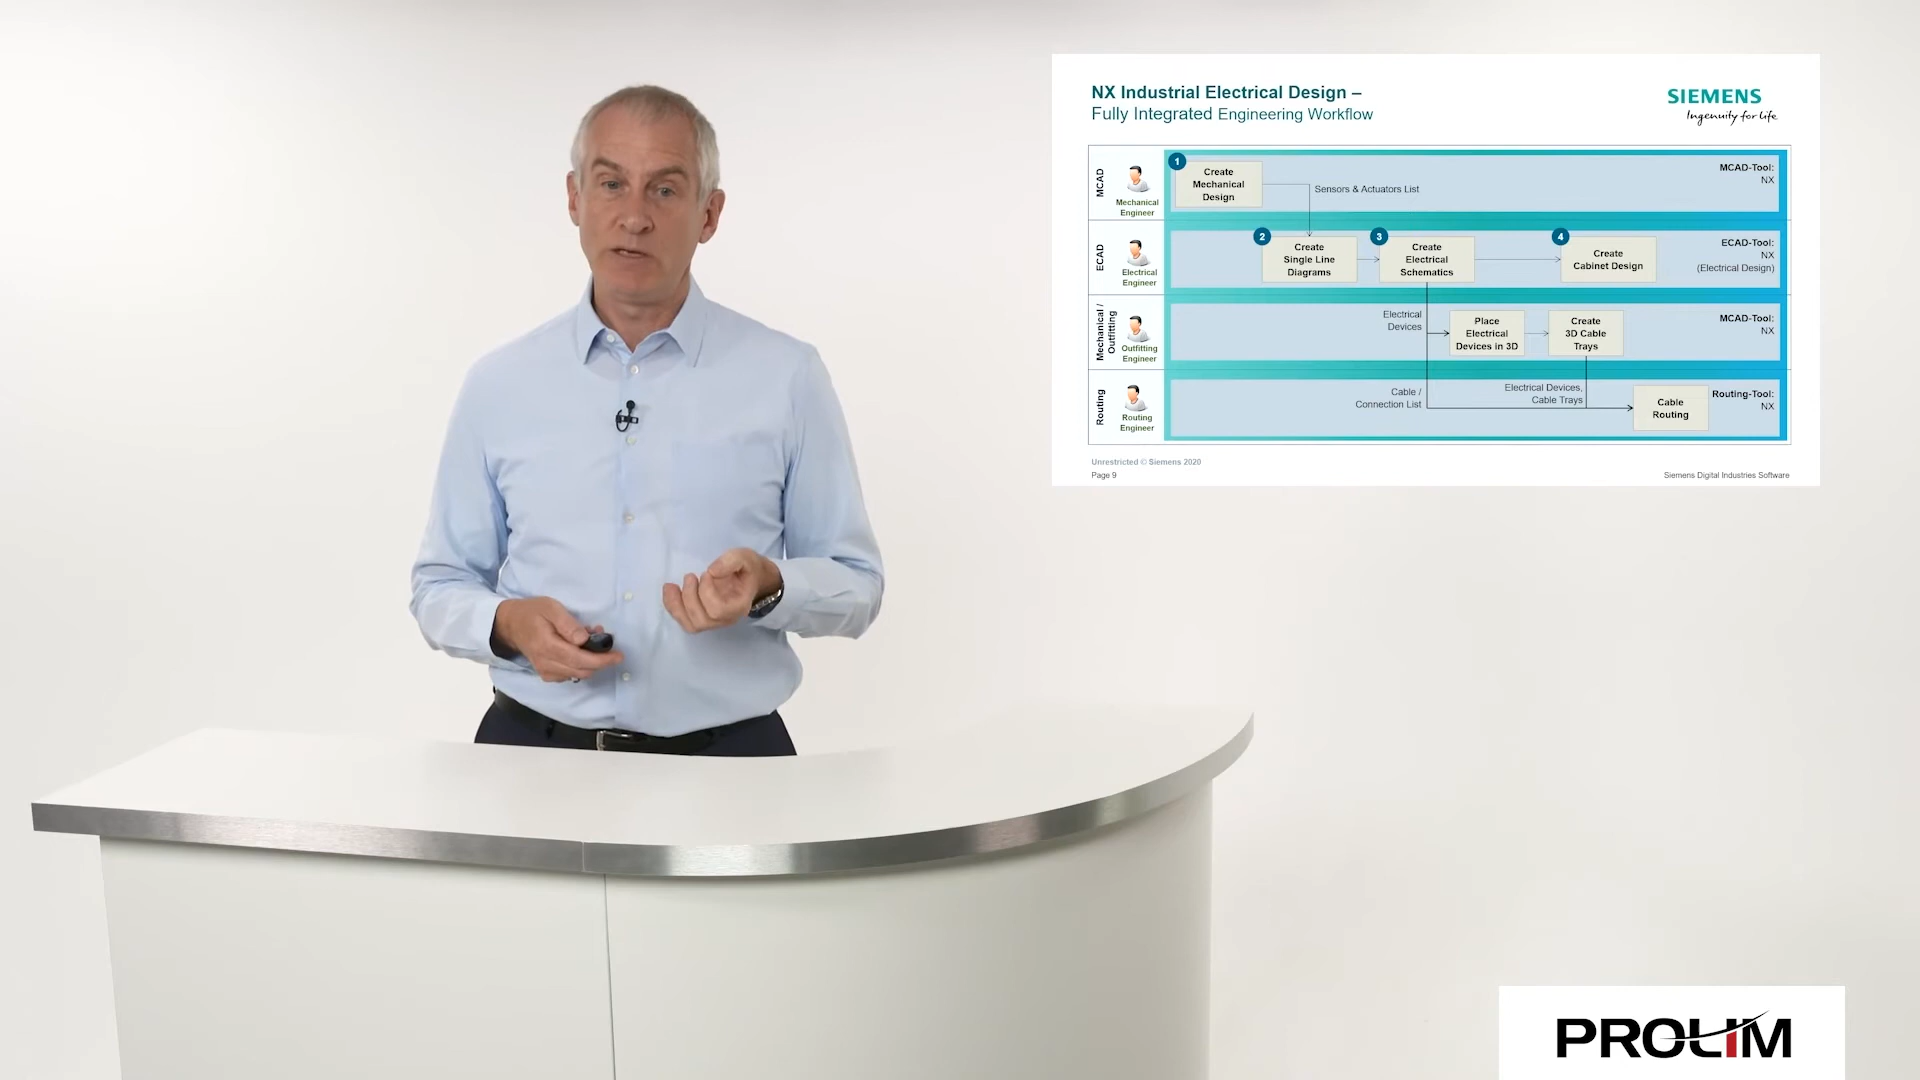 NX Industrial Electrical Design –
Fully Integrated Engineering Workflow
SIEMENS
Ingenuity for life
MCAD
Mechanical
Engineer
1
Create
Mechanical
Design
Sensors & Actuators List
MCAD-Tool:
NX
ECAD
Electrical
Engineer
2
Create
Single Line
Diagrams
3
Create
Electrical
Schematics
4
Create
Cabinet Design
ECAD-Tool:
NX
(Electrical Design)
Mechanical /
Outfitting
Outfitting
Engineer
Electrical
Devices
Place
Electrical
Devices in 3D
Create
3D Cable
Trays
MCAD-Tool:
NX
Routing
Routing
Engineer
Cable /
Connection List
Electrical Devices,
Cable Trays
Cable
Routing
Routing-Tool:
NX
Unrestricted © Siemens 2020
Page 9
Siemens Digital Industries Software
PROLIM